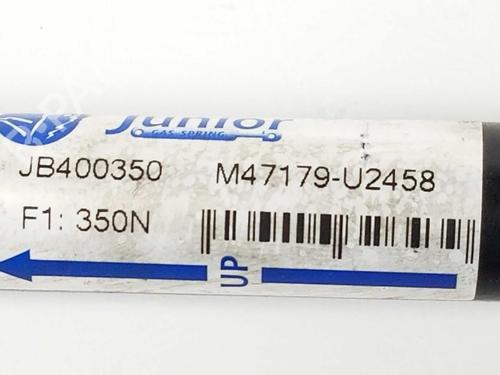 Junior
GAS-SPRING
JB400350 M47179-U2458
F1: 350N
UP